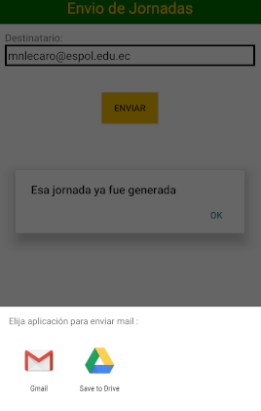 Envio de Jornadas
Destinatario:
mnlecaro@espol.edu.ec
ENVIAR
Esa jornada ya fue generada
OK
Elija aplicación para enviar mail :
Gmail
Save to Drive